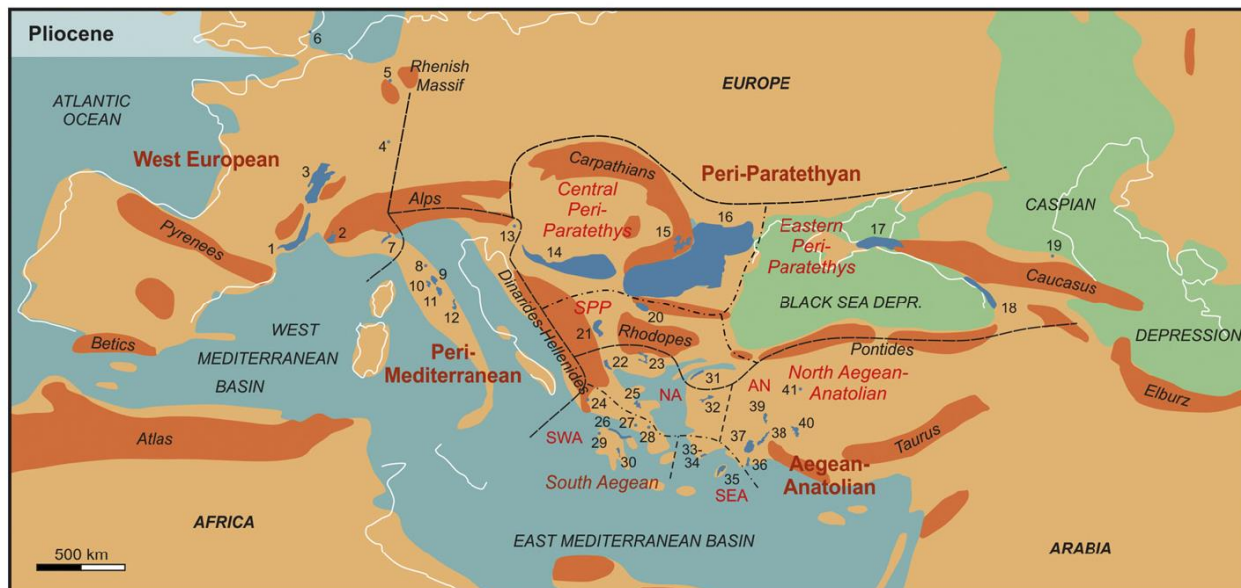 Pliocene
6
5
Rhenish
Massif
EUROPE
ATLANTIC
OCEAN
4
West European
3
Carpathians
Peri-Paratethyan
Alps
Central
Peri-
Paratethys
CASPIAN
Pyrenees
1
2
7
13
14
15
16
Eastern
Peri-
Paratethys
17
19
Caucasus
8
9
10
11
12
Dinarides-Hellenides
SPP
20
BLACK SEA DEPR.
18
WEST
MEDITERRANEAN
BASIN
Betics
21
Rhodopes
DEPRESSION
Pontides
Peri-
Mediterranean
22
23
31
North Aegean-
Anatolian
AN
41
Elburz
24
25
NA
32
39
Atlas
SWA
26
27
28
29
30
33-
34
37
38
40
Taurus
South Aegean
35
36
SEA
Aegean-
Anatolian
AFRICA
EAST MEDITERRANEAN BASIN
ARABIA
500 km